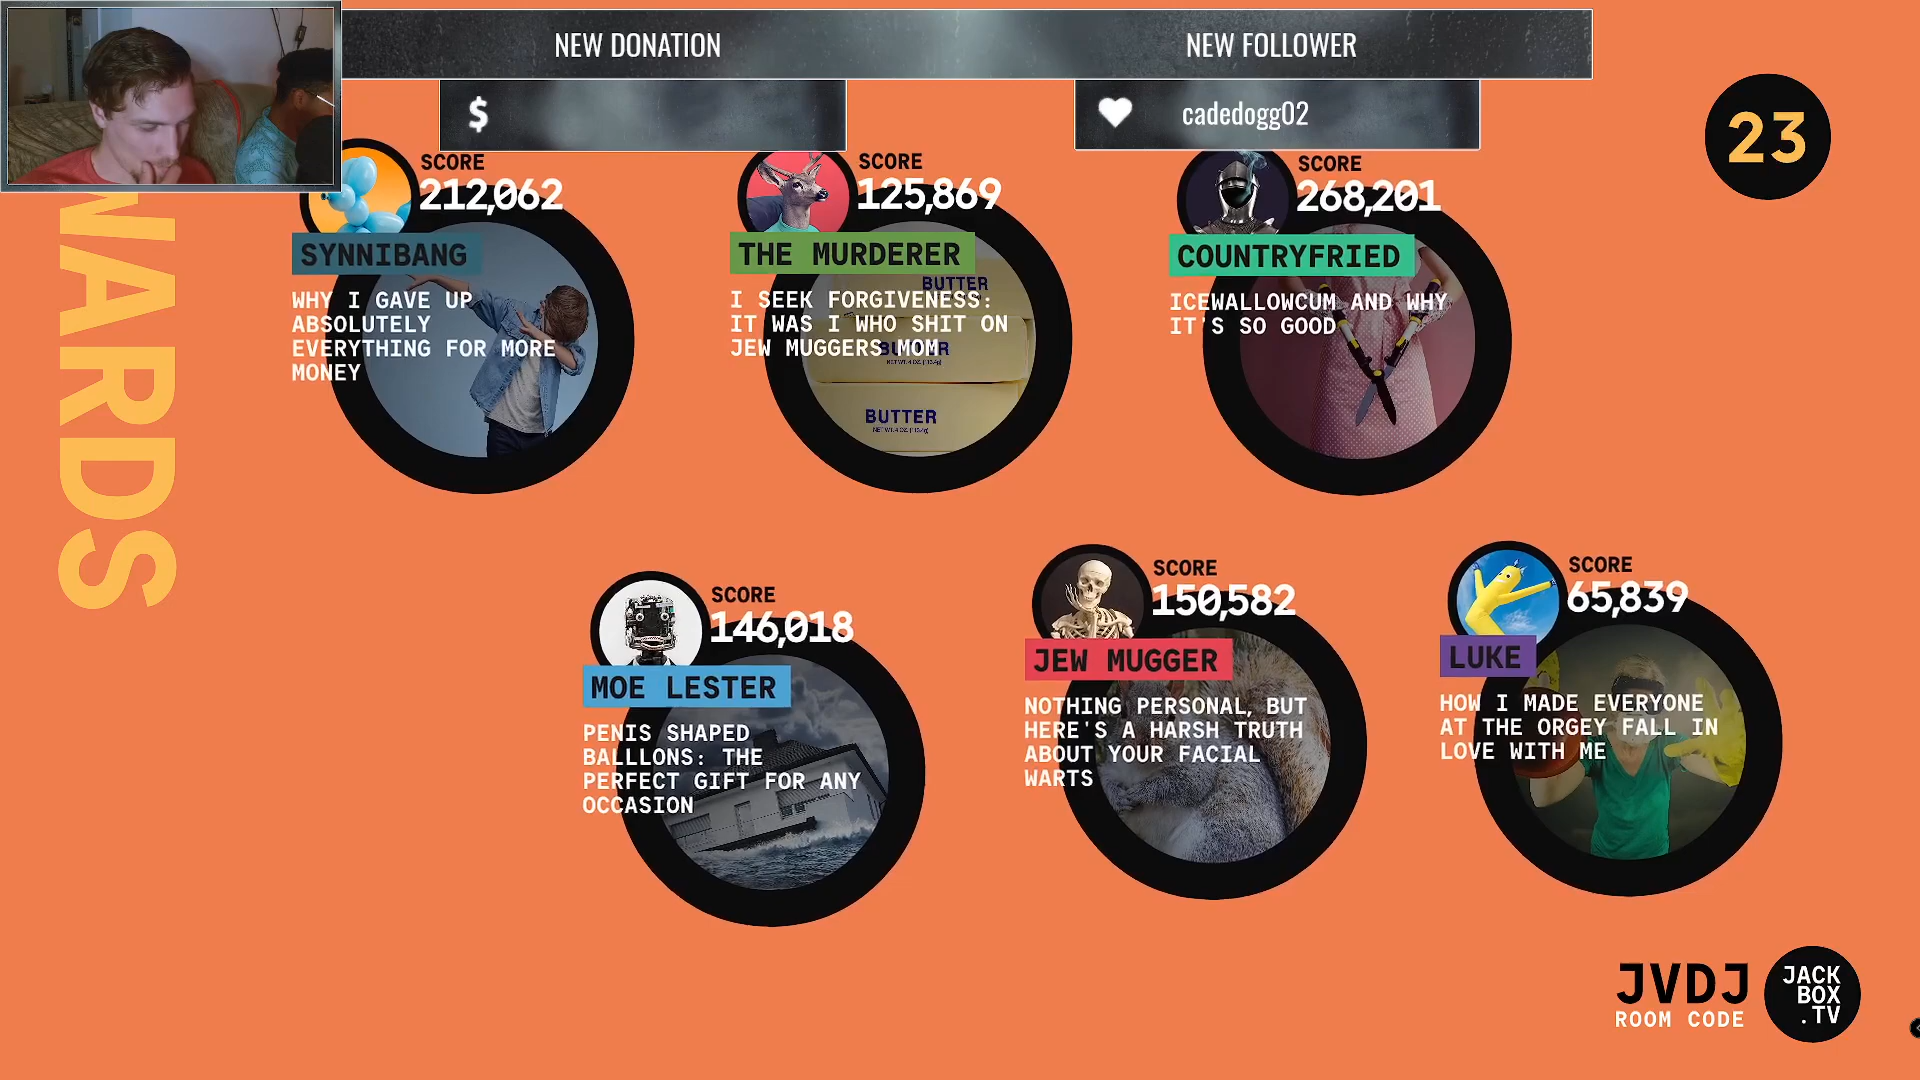 NEW DONATION
NEW FOLLOWER
$
cadedogg02
23
SCORE
212,062
SYNNIBANG
WHY I GAVE UP
ABSOLUTELY
EVERYTHING FOR MORE
MONEY
SCORE
125,869
THE MURDERER
I SEEK FORGIVENESS:
IT WAS I WHO SHIT ON
JEW MUGGERS MOM
BUTTER
BUTTER
SCORE
268,201
COUNTRYFRIED
ICEWALLOWCUM AND WHY
IT'S SO GOOD
SCORE
146,018
MOE LESTER
PENIS SHAPED
BALLLONS: THE
PERFECT GIFT FOR ANY
OCCASION
SCORE
150,582
JEW MUGGER
NOTHING PERSONAL, BUT
HERE'S A HARSH TRUTH
ABOUT YOUR FACIAL
WARTS
SCORE
65,839
LUKE
HOW I MADE EVERYONE
AT THE ORGEY FALL IN
LOVE WITH ME
JVDJ
ROOM CODE
JACK
BOX
.TV